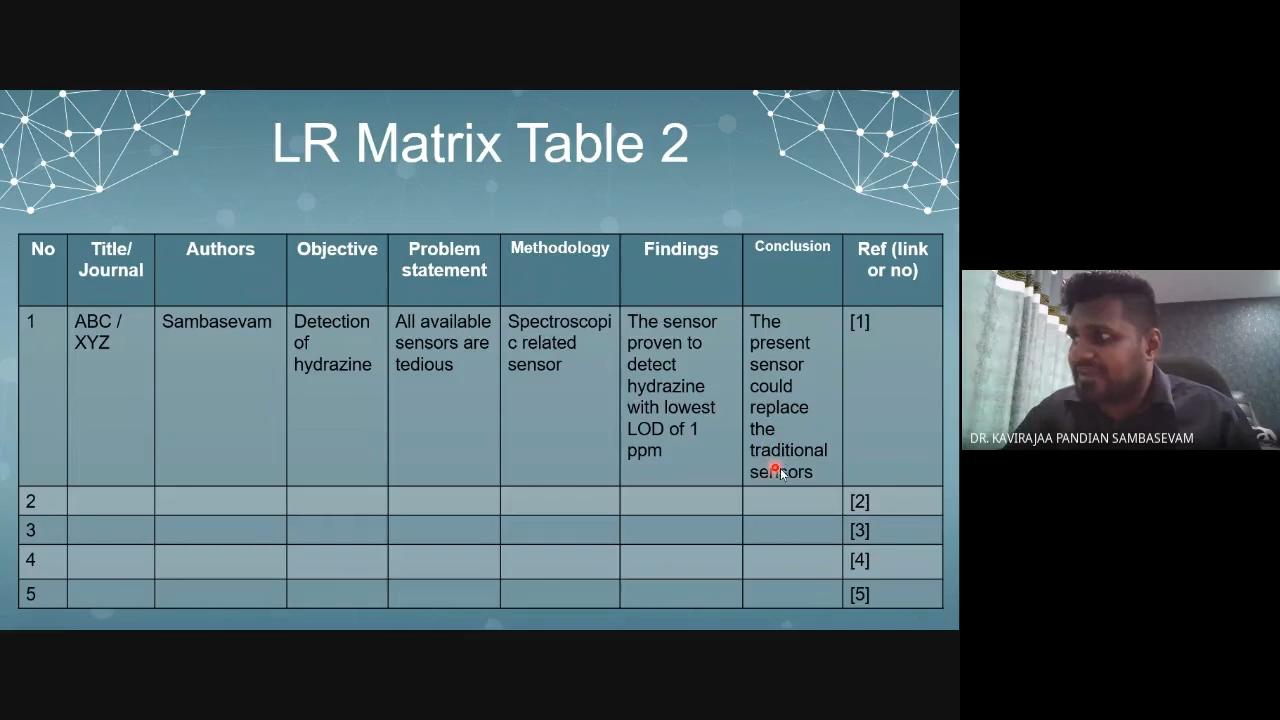 LR Matrix Table 2
No
Title/
Journal
Authors
Objective
Problem
statement
Methodology
Findings
Conclusion
Ref (link
or no)
1
ABC /
XYZ
Sambasevam
Detection
of
hydrazine
All available
sensors are
tedious
Spectroscopi
c related
sensor
The sensor
proven to
detect
hydrazine
with lowest
LOD of 1
ppm
The
present
sensor
could
replace
the
traditional
sensors
[1]
2
[2]
3
[3]
4
[4]
5
[5]
DR. KAVIRAJAA PANDIAN SAMBASEVAM